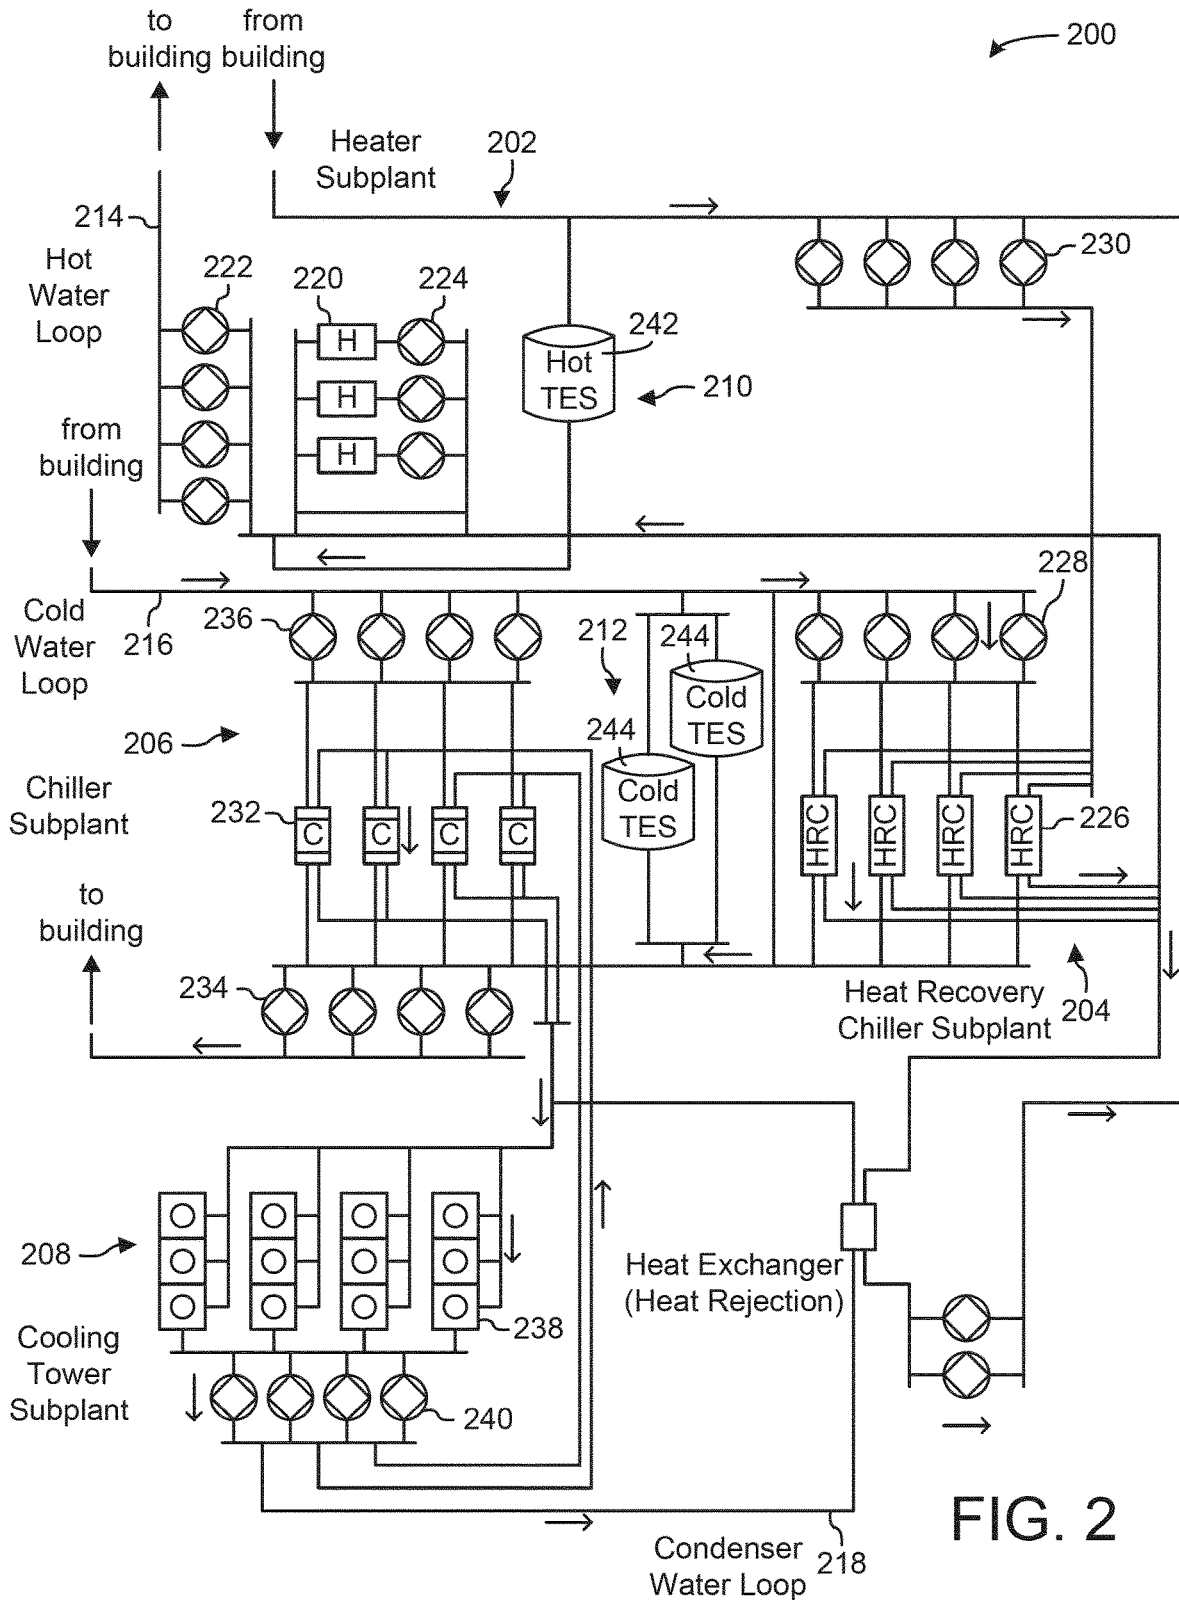 to
building
from
building
200
Heater
Subplant
202
214
Hot
Water
Loop
222
220
224
H
H
H
230
242
Hot
TES
210
from
building
228
Cold
Water
Loop
216
236
212
244
Cold
TES
244
Cold
TES
206
Chiller
Subplant
232
C
C
C
C
HRC
HRC
HRC
HRC
226
to
building
234
Heat Recovery
Chiller Subplant
204
208
Heat Exchanger
(Heat Rejection)
238
Cooling
Tower
Subplant
240
FIG. 2
Condenser
Water Loop
218